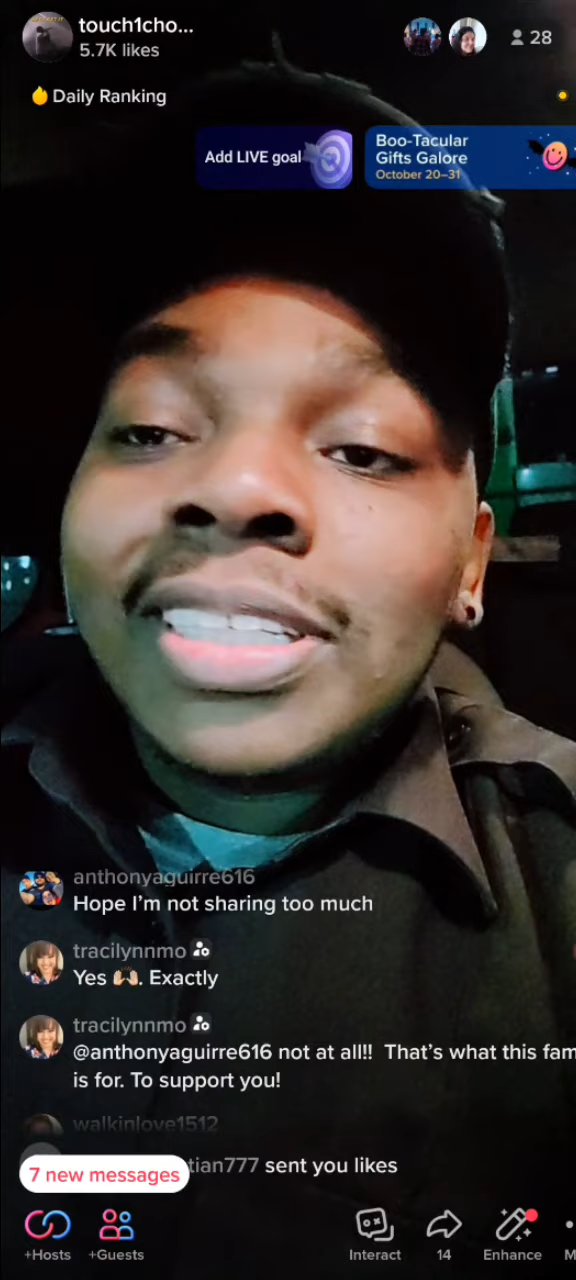 touch1cho...
5.7K likes
28
Daily Ranking
Add LIVE goal
Boo-Tacular
Gifts Galore
October 20–31
anthonyaguirre616
Hope I'm not sharing too much
tracilynnmo
Yes 🙌🏼. Exactly
tracilynnmo
@anthonyaguirre616 not at all!! That's what this fam
is for. To support you!
walkinlove1512
tian777 sent you likes
7 new messages
+Hosts
+Guests
Interact
14
Enhance
M